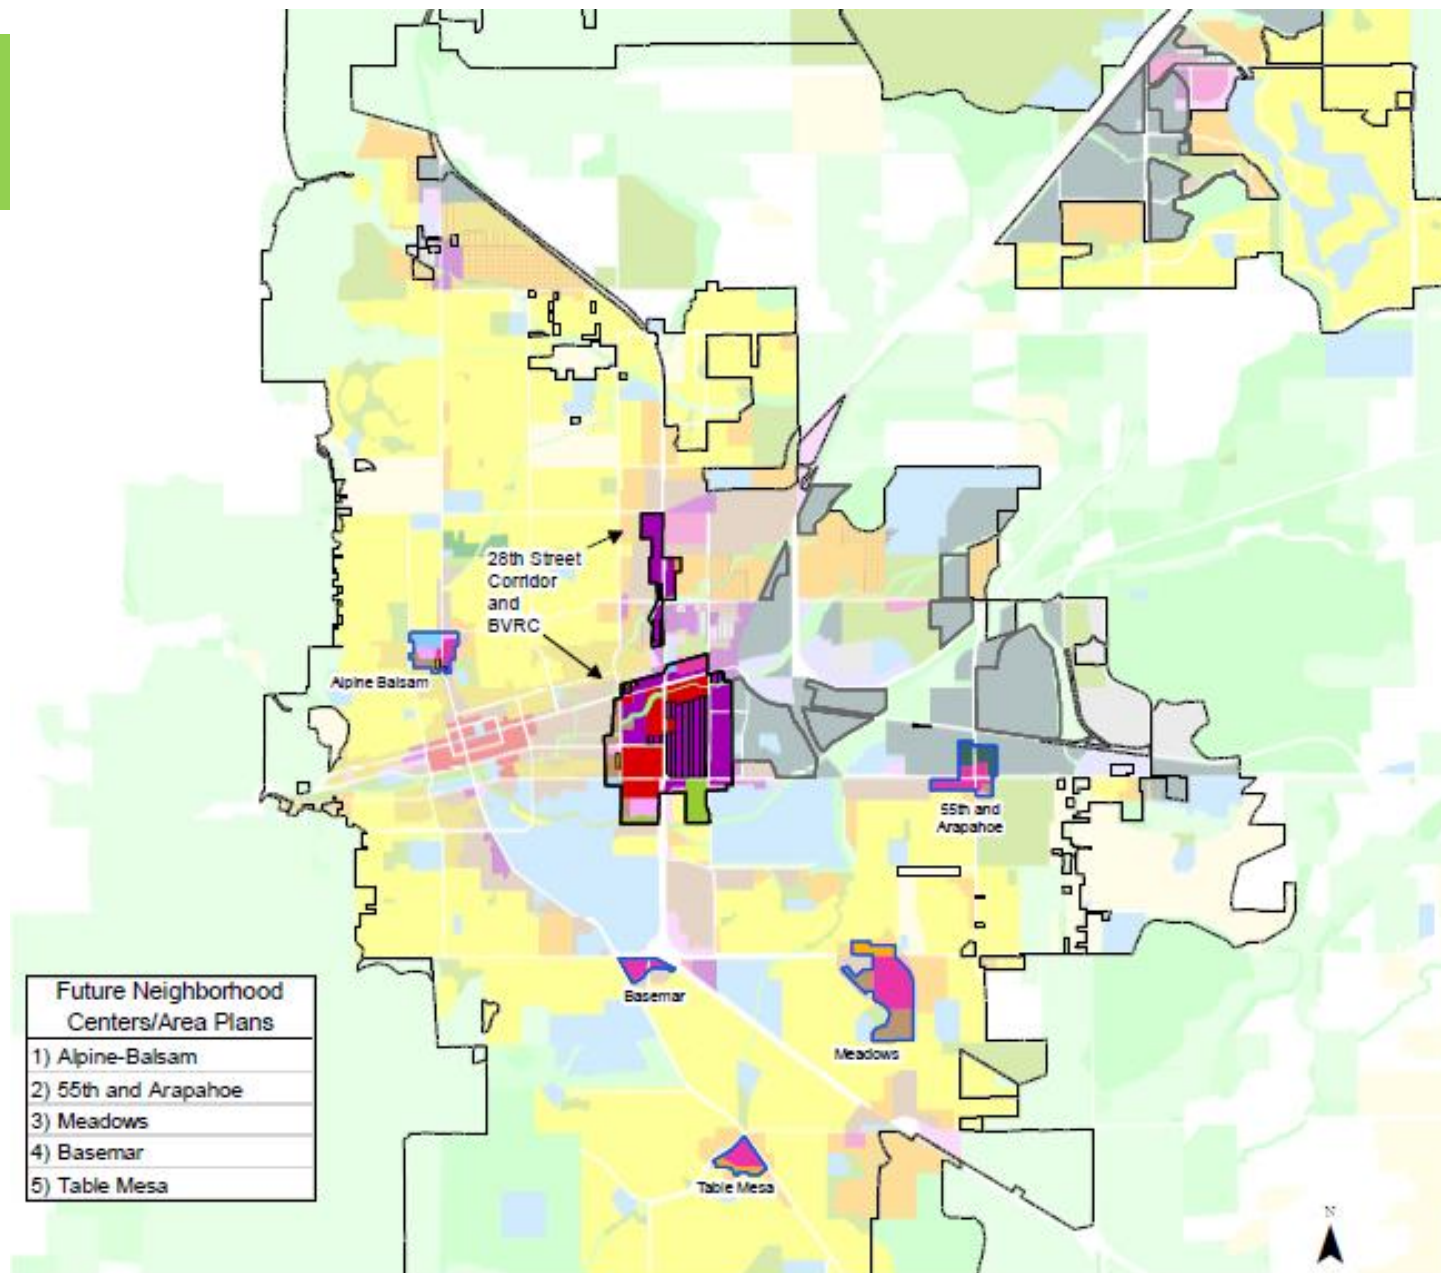 28th Street
Corridor
and
BVRC
Alpine Balsam
55th and
Arapahoe
Basemar
Meadows
Table Mesa
Future Neighborhood
Centers/Area Plans
1) Alpine-Balsam
2) 55th and Arapahoe
3) Meadows
4) Basemar
5) Table Mesa
N